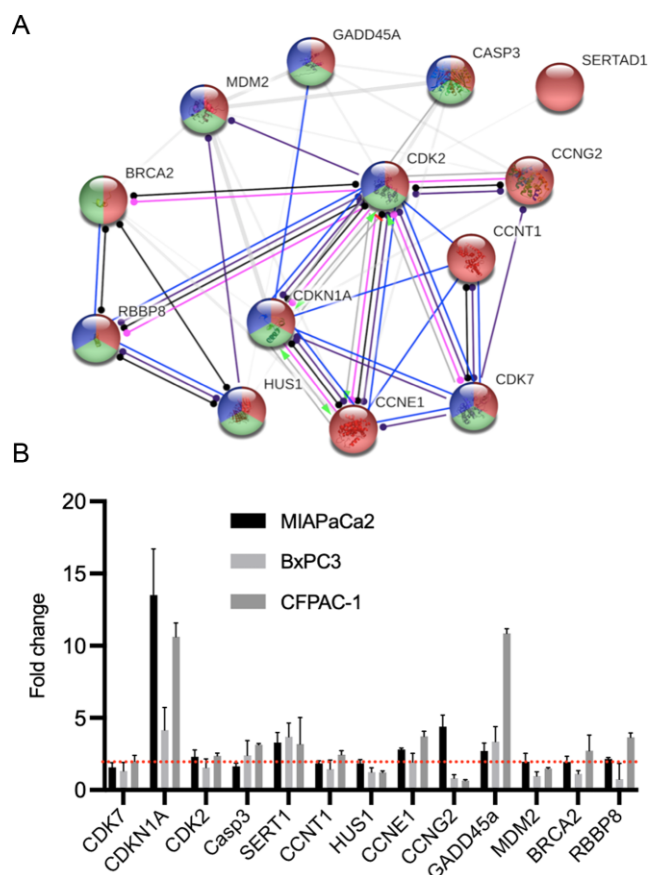 A
GADD45A
CASP3
SERTAD1
MDM2
CDK2
CCNG2
BRCA2
CCNT1
CDKN1A
RBBP8
CDK7
HUS1
CCNE1
B
20
15
10
5
0
Fold change
MIAPaCa2
BxPC3
CFPAC-1
CDK7
CDKN1A
CDK2
Casp3
SERT1
CCNT1
HUS1
CCNE1
CCNG2
GADD45a
MDM2
BRCA2
RBBP8